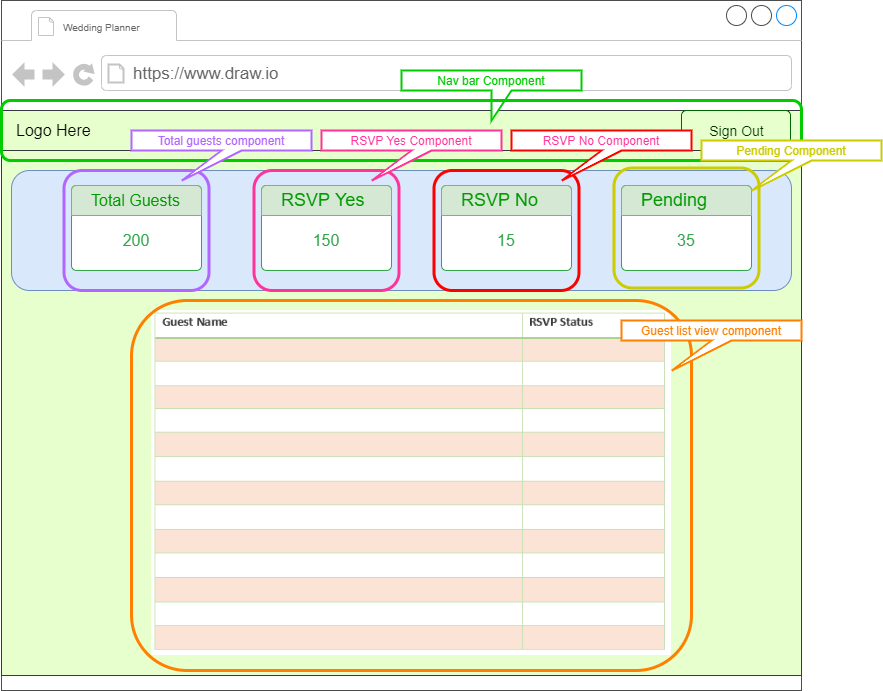 Wedding Planner
https://www.draw.io
Nav bar Component
Logo Here
Sign Out
Total guests component
RSVP Yes Component
RSVP No Component
Pending Component
Total Guests
RSVP Yes
RSVP No
Pending
200
150
15
35
Guest Name
RSVP Status
Guest list view component